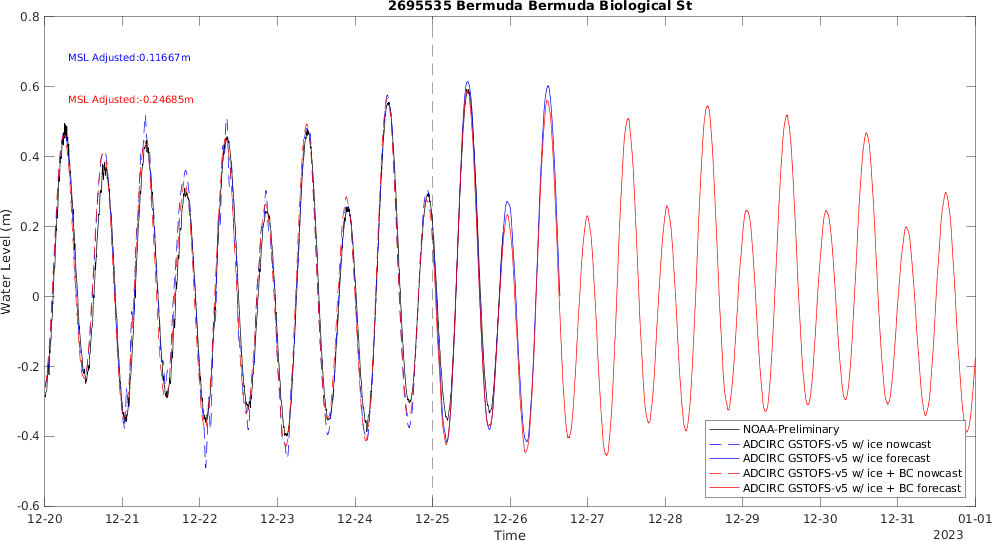 2695535 Bermuda Bermuda Biological St
MSL Adjusted:0.11667m
MSL Adjusted:-0.24685m
Water Level (m)
0.8
0.6
0.4
0.2
0
-0.2
-0.4
-0.6
NOAA-Preliminary
ADCIRC GSTOFS-v5 w/ ice nowcast
ADCIRC GSTOFS-v5 w/ ice forecast
ADCIRC GSTOFS-v5 w/ ice + BC nowcast
ADCIRC GSTOFS-v5 w/ ice + BC forecast
12-20 12-21 12-22 12-23 12-24 12-25 12-26 12-27 12-28 12-29 12-30 12-31 01-01
Time
2023